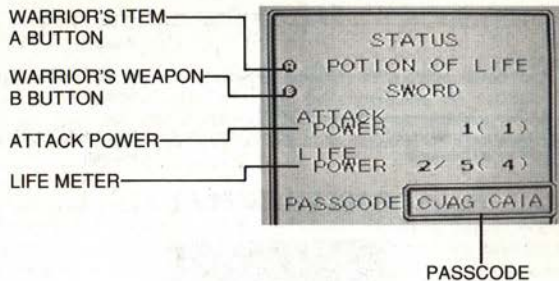 WARRIOR'S ITEM
A BUTTON
WARRIOR'S WEAPON
B BUTTON
ATTACK POWER
LIFE METER
STATUS
A POTION OF LIFE
B SWORD
ATTACK
POWER 1( 1)
LIFE
POWER 2/ 5( 4)
PASSCODE CJAG CAIA
PASSCODE